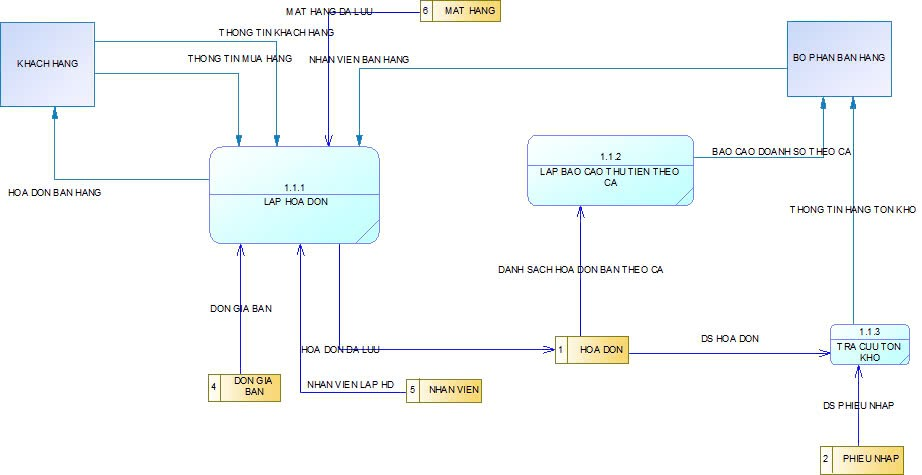 MAT HANG DA LUU
6 MAT HANG
THONG TIN KHACH HANG
KHACH HANG
THONG TIN MUA HANG
NHAN VIEN BAN HANG
BO PHAN BAN HANG
1.1.2
LAP BAO CAO THU TIEN THEO
CA
BAO CAO DOANH SO THEO CA
1.1.1
LAP HOA DON
HOA DON BAN HANG
THONG TIN HANG TON KHO
DANH SACH HOA DON BAN THEO CA
DON GIA BAN
1.1.3
TRA CUU TON
KHO
DS HOA DON
HOA DON DA LUU
1 HOA DON
4 DON GIA
BAN
NHAN VIEN LAP HD
5 NHAN VIEN
DS PHIEU NHAP
2 PHIEU NHAP